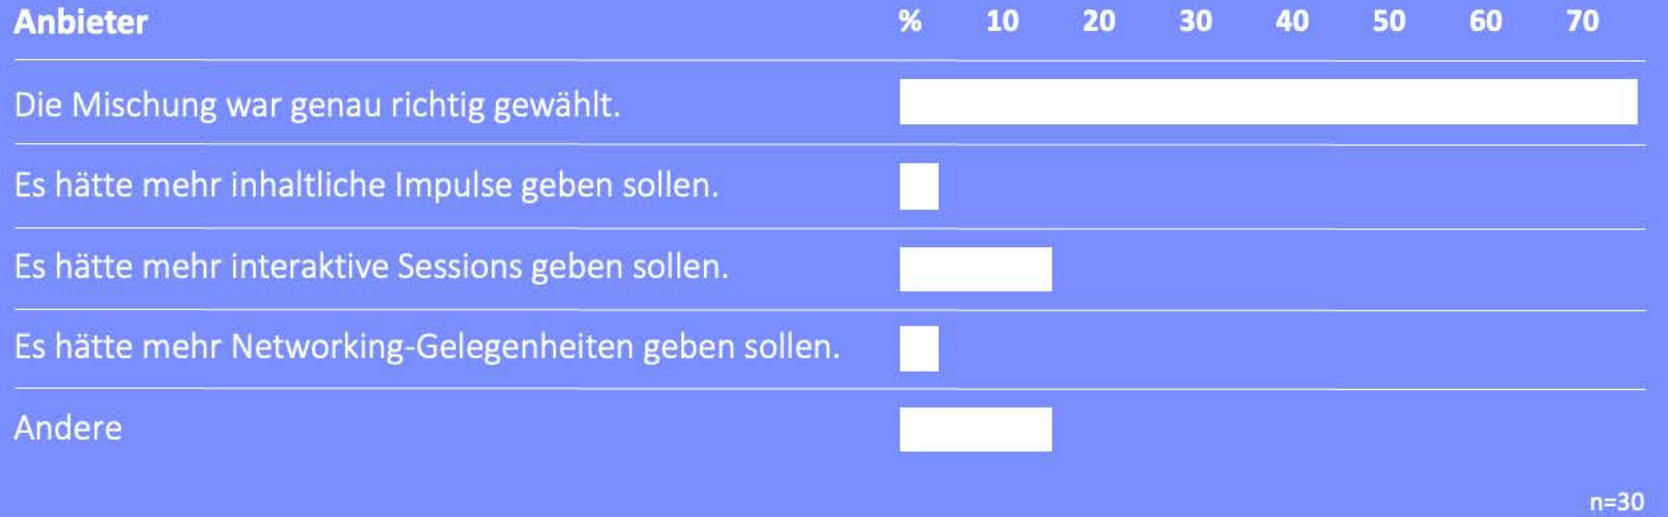 Anbieter % 10 20 30 40 50 60 70
Die Mischung war genau richtig gewählt.
Es hätte mehr inhaltliche Impulse geben sollen.
Es hätte mehr interaktive Sessions geben sollen.
Es hätte mehr Networking-Gelegenheiten geben sollen.
Andere
n=30